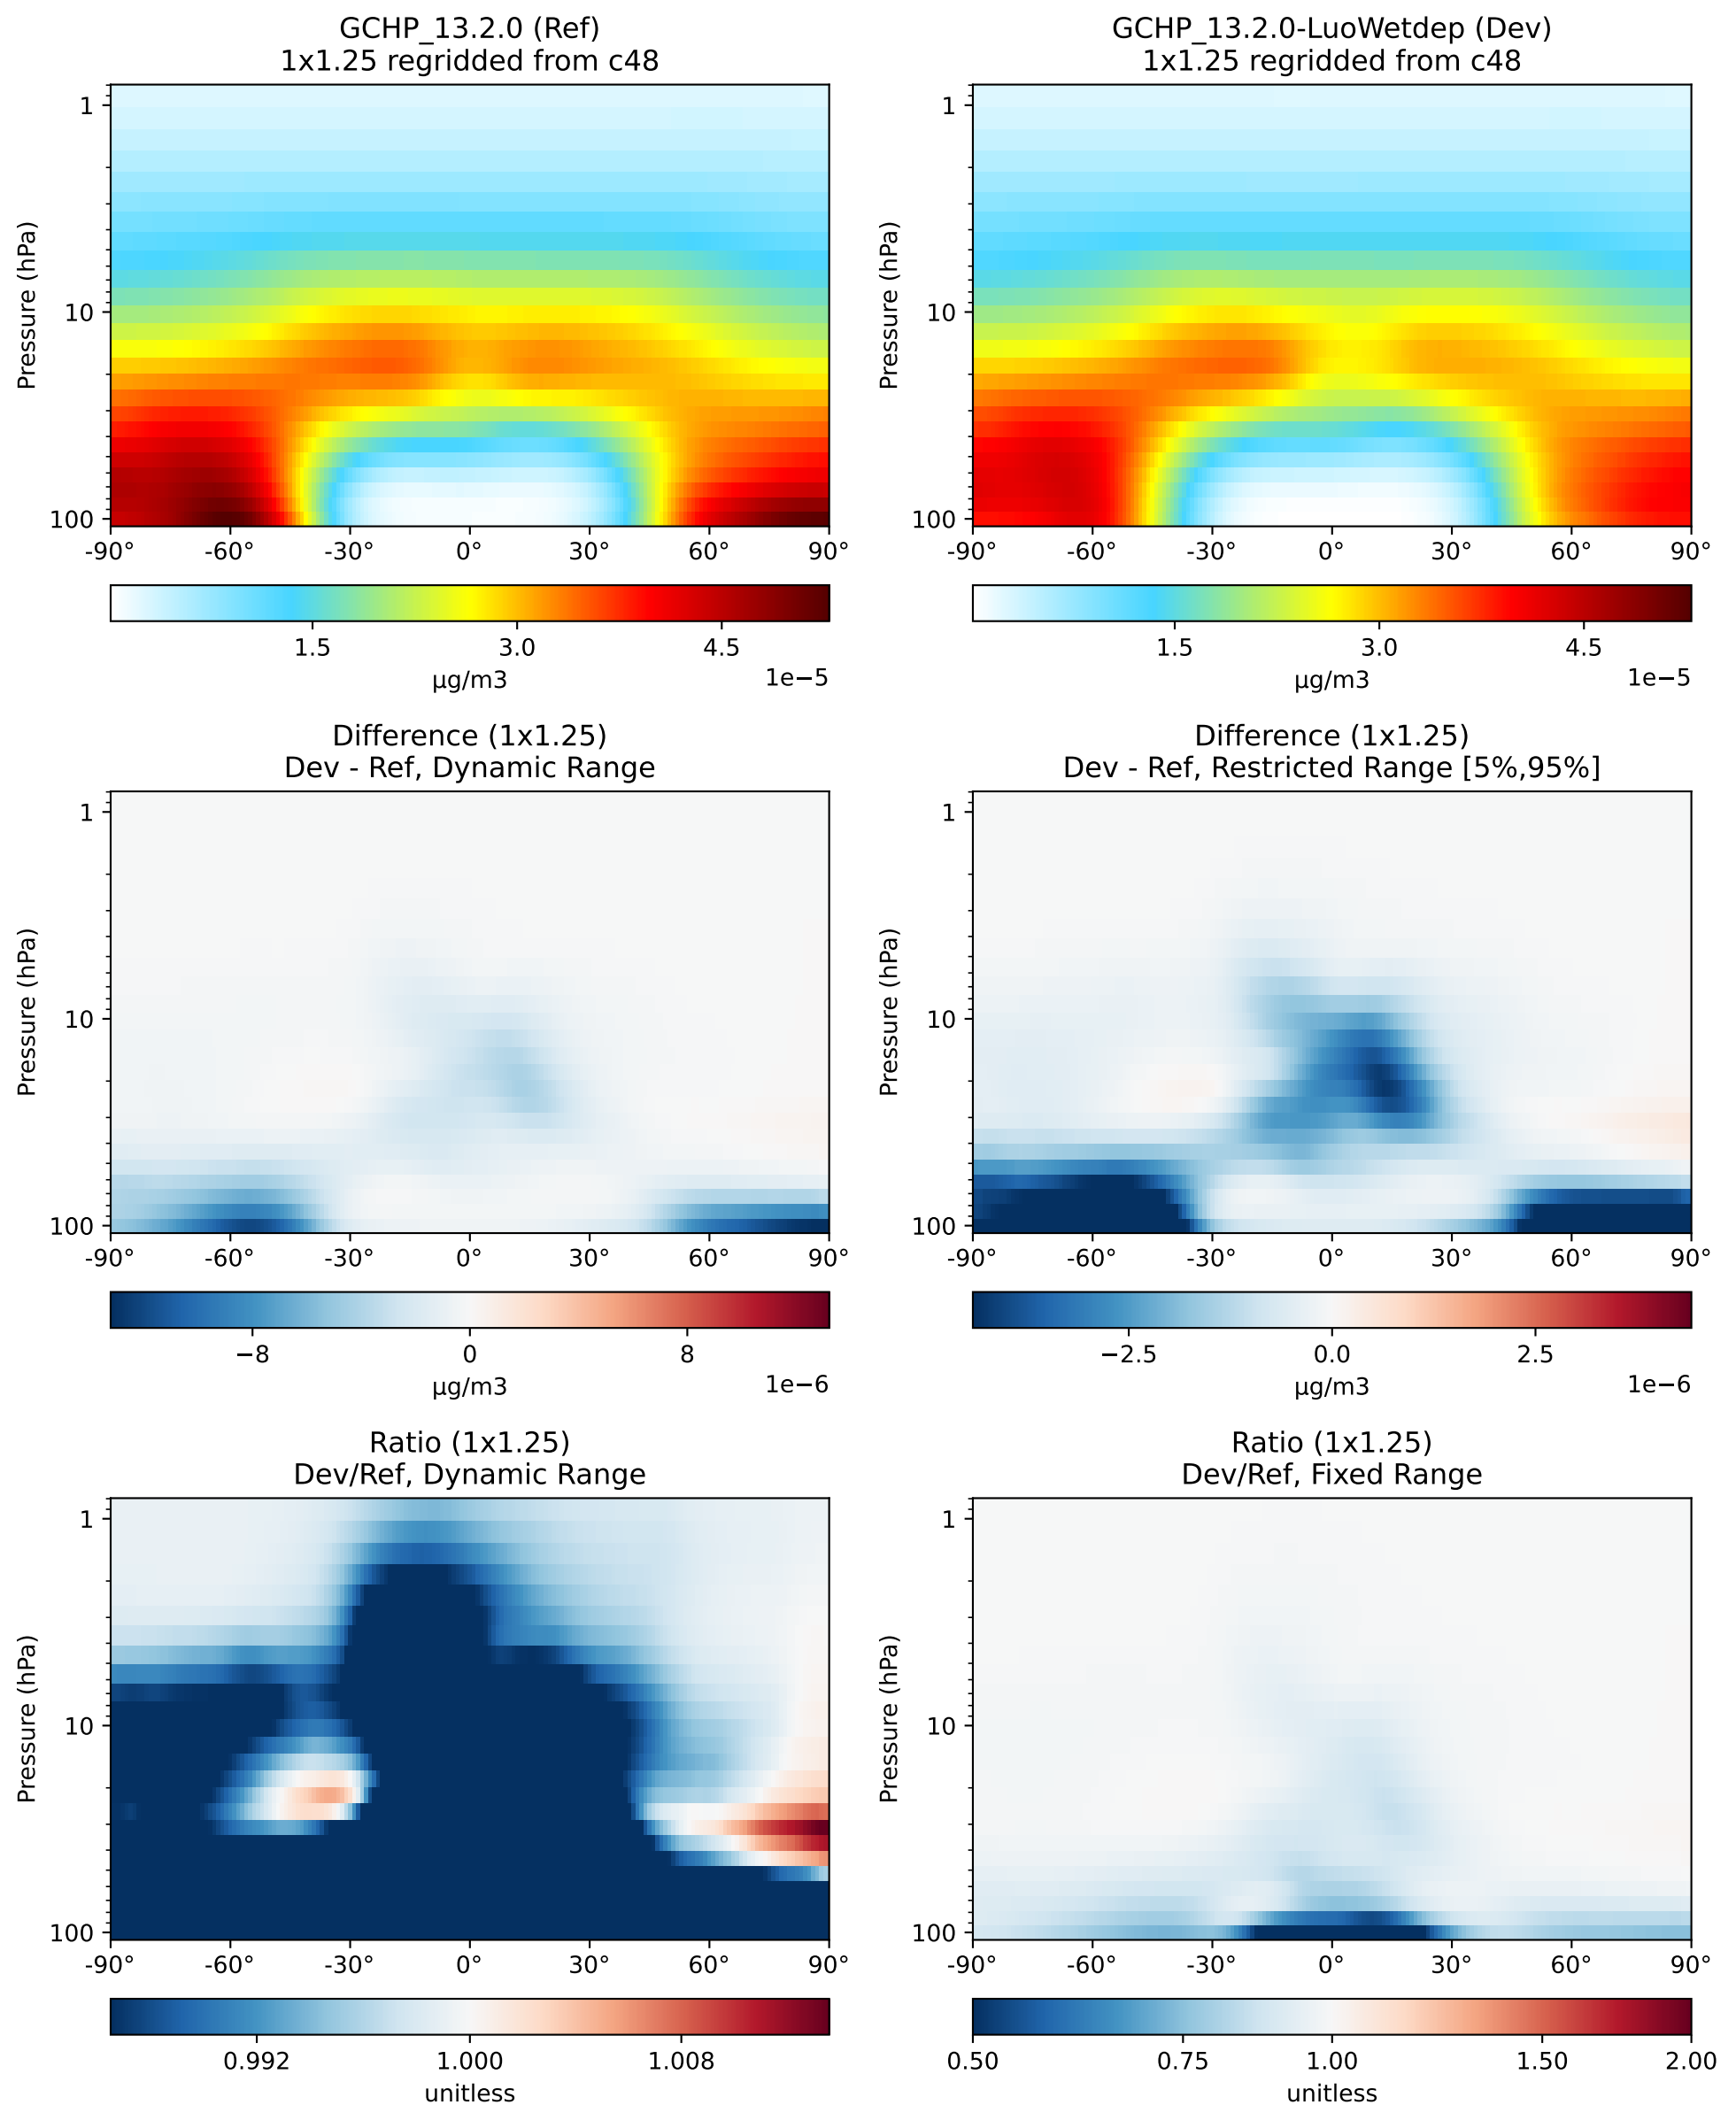 GCHP_13.2.0 (Ref)
1x1.25 regridded from c48
Pressure (hPa)
1
10
100
-90° -60° -30° 0° 30° 60° 90°
1.5 3.0 4.5
µg/m3 1e−5
GCHP_13.2.0-LuoWetdep (Dev)
1x1.25 regridded from c48
Pressure (hPa)
1
10
100
-90° -60° -30° 0° 30° 60° 90°
1.5 3.0 4.5
µg/m3 1e−5
Difference (1x1.25)
Dev - Ref, Dynamic Range
Pressure (hPa)
1
10
100
-90° -60° -30° 0° 30° 60° 90°
−8 0 8
µg/m3 1e−6
Difference (1x1.25)
Dev - Ref, Restricted Range [5%,95%]
Pressure (hPa)
1
10
100
-90° -60° -30° 0° 30° 60° 90°
−2.5 0.0 2.5
µg/m3 1e−6
Ratio (1x1.25)
Dev/Ref, Dynamic Range
Pressure (hPa)
1
10
100
-90° -60° -30° 0° 30° 60° 90°
0.992 1.000 1.008
unitless
Ratio (1x1.25)
Dev/Ref, Fixed Range
Pressure (hPa)
1
10
100
-90° -60° -30° 0° 30° 60° 90°
0.50 0.75 1.00 1.50 2.00
unitless